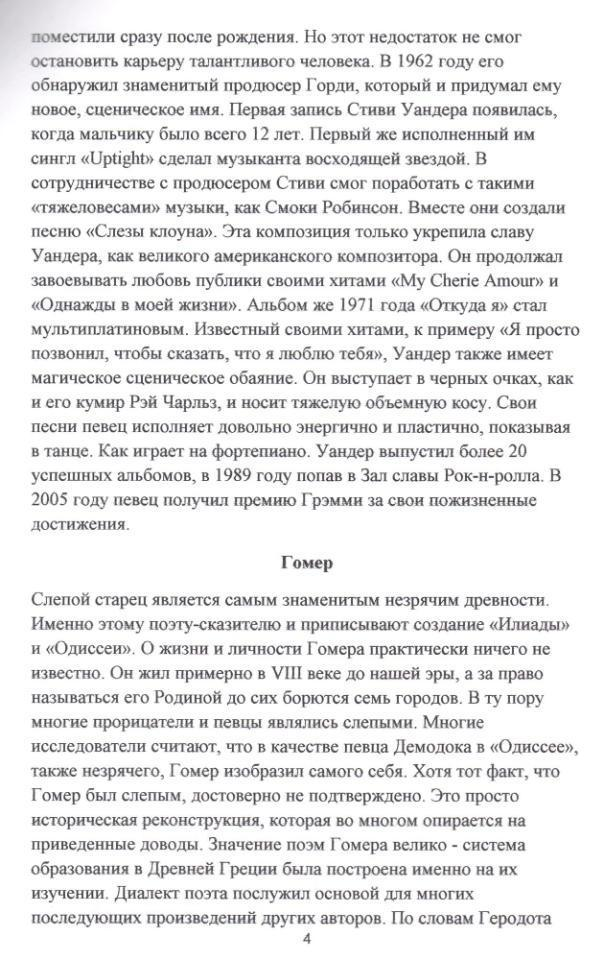 поместили сразу после рождения. Но этот недостаток не смог
остановить карьеру талантливого человека. В 1962 году его
обнаружил знаменитый продюсер Горди, который и придумал ему
новое, сценическое имя. Первая запись Стиви Уандера появилась,
когда мальчику было всего 12 лет. Первый же исполненный им
сингл «Uptight» сделал музыканта восходящей звездой. В
сотрудничестве с продюсером Стиви смог поработать с такими
«тяжеловесами» музыки, как Смоки Робинсон. Вместе они создали
песню «Слезы клоуна». Эта композиция только укрепила славу
Уандера, как великого американского композитора. Он продолжал
завоевывать любовь публики своими хитами «My Cherie Amour» и
«Однажды в моей жизни». Альбом же 1971 года «Откуда я» стал
мультиплатиновым. Известный своими хитами, к примеру «Я просто
позвонил, чтобы сказать, что я люблю тебя», Уандер также имеет
магическое сценическое обаяние. Он выступает в черных очках, как
и его кумир Рэй Чарльз, и носит тяжелую объемную косу. Свои
песни певец исполняет довольно энергично и пластично, показывая
в танце. Как играет на фортепиано. Уандер выпустил более 20
успешных альбомов, в 1989 году попав в Зал славы Рок-н-ролла. В
2005 году певец получил премию Грэмми за свои пожизненные
достижения.
Гомер
Слепой старец является самым знаменитым незрячим древности.
Именно этому поэту-сказителю и приписывают создание «Илиады»
и «Одиссеи». О жизни и личности Гомера практически ничего не
известно. Он жил примерно в VIII веке до нашей эры, а за право
называться его Родиной до сих борются семь городов. В ту пору
многие прорицатели и певцы являлись слепыми. Многие
исследователи считают, что в качестве певца Демодока в «Одиссее»,
также незрячего, Гомер изобразил самого себя. Хотя тот факт, что
Гомер был слепым, достоверно не подтверждено. Это просто
историческая реконструкция, которая во многом опирается на
приведенные доводы. Значение поэм Гомера велико - система
образования в Древней Греции была построена именно на их
изучении. Диалект поэта послужил основой для многих
последующих произведений других авторов. По словам Геродота
4